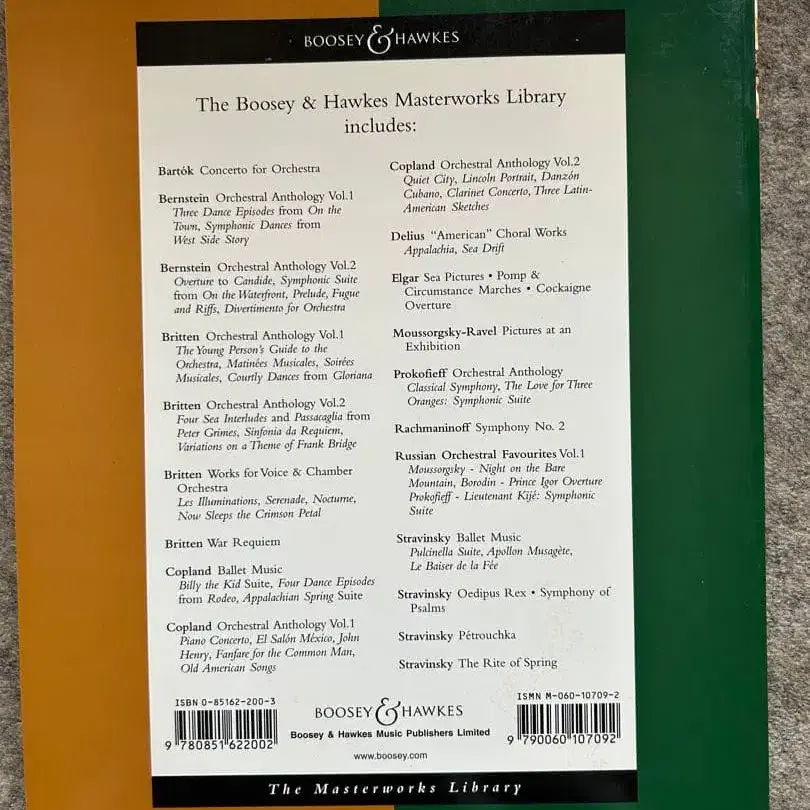 BOOSEY & HAWKES
The Boosey & Hawkes Masterworks Library
includes:
Bartók Concerto for Orchestra
Bernstein Orchestral Anthology Vol.1
Three Dance Episodes from On the
Town, Symphonic Dances from
West Side Story
Bernstein Orchestral Anthology Vol.2
Overture to Candide, Symphonic Suite
from On the Waterfront, Prelude, Fugue
and Riffs, Divertimento for Orchestra
Britten Orchestral Anthology Vol.1
The Young Person's Guide to the
Orchestra, Matinées Musicales, Soirées
Musicales, Courtly Dances from Gloriana
Britten Orchestral Anthology Vol.2
Four Sea Interludes and Passacaglia from
Peter Grimes, Sinfonia da Requiem,
Variations on a Theme of Frank Bridge
Britten Works for Voice & Chamber
Orchestra
Les Illuminations, Serenade, Nocturne,
Now Sleeps the Crimson Petal
Britten War Requiem
Copland Ballet Music
Billy the Kid Suite, Four Dance Episodes
from Rodeo, Appalachian Spring Suite
Copland Orchestral Anthology Vol.1
Piano Concerto, El Salón México, John
Henry, Fanfare for the Common Man,
Old American Songs
Copland Orchestral Anthology Vol.2
Quiet City, Lincoln Portrait, Danzón
Cubano, Clarinet Concerto, Three Latin-
American Sketches
Delius "American" Choral Works
Appalachia, Sea Drift
Elgar Sea Pictures • Pomp &
Circumstance Marches • Cockaigne
Overture
Moussorgsky-Ravel Pictures at an
Exhibition
Prokofieff Orchestral Anthology
Classical Symphony, The Love for Three
Oranges: Symphonic Suite
Rachmaninoff Symphony No. 2
Russian Orchestral Favourites Vol.1
Moussorgsky - Night on the Bare
Mountain, Borodin - Prince Igor Overture
Prokofieff - Lieutenant Kijé: Symphonic
Suite
Stravinsky Ballet Music
Pulcinella Suite, Apollon Musagète,
Le Baiser de la Fée
Stravinsky Oedipus Rex • Symphony of
Psalms
Stravinsky Pétrouchka
Stravinsky The Rite of Spring
ISBN 0-85162-200-3
9 780851 622002
BOOSEY & HAWKES
Boosey & Hawkes Music Publishers Limited
www.boosey.com
ISMN M-060-10709-2
9 790060 107092
The Masterworks Library